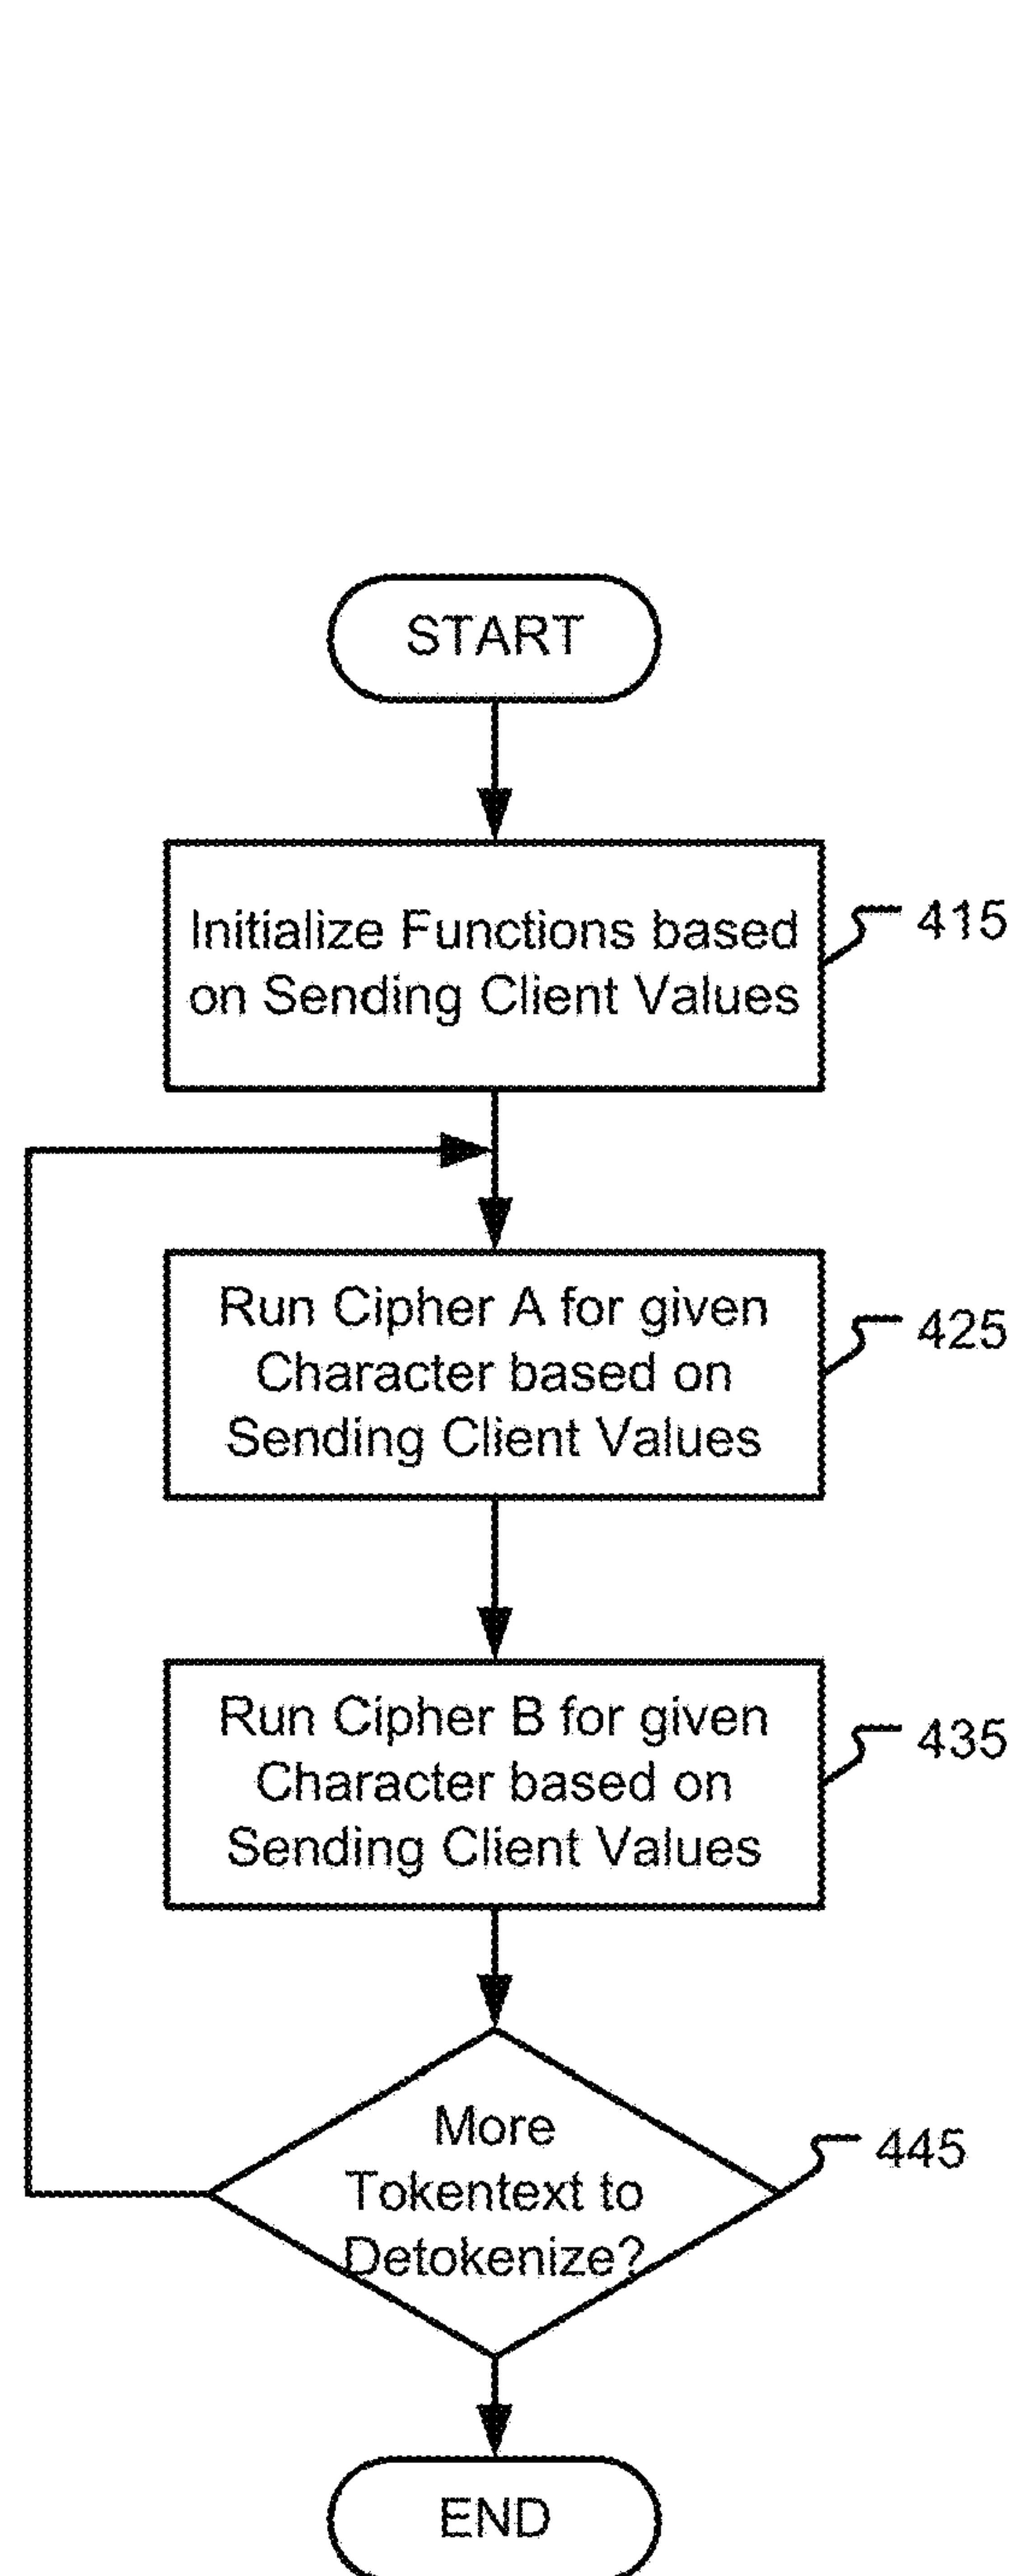 START
Initialize Functions based
on Sending Client Values
415
Run Cipher A for given
Character based on
Sending Client Values
425
Run Cipher B for given
Character based on
Sending Client Values
435
More
Tokentext to
Detokenize?
445
END